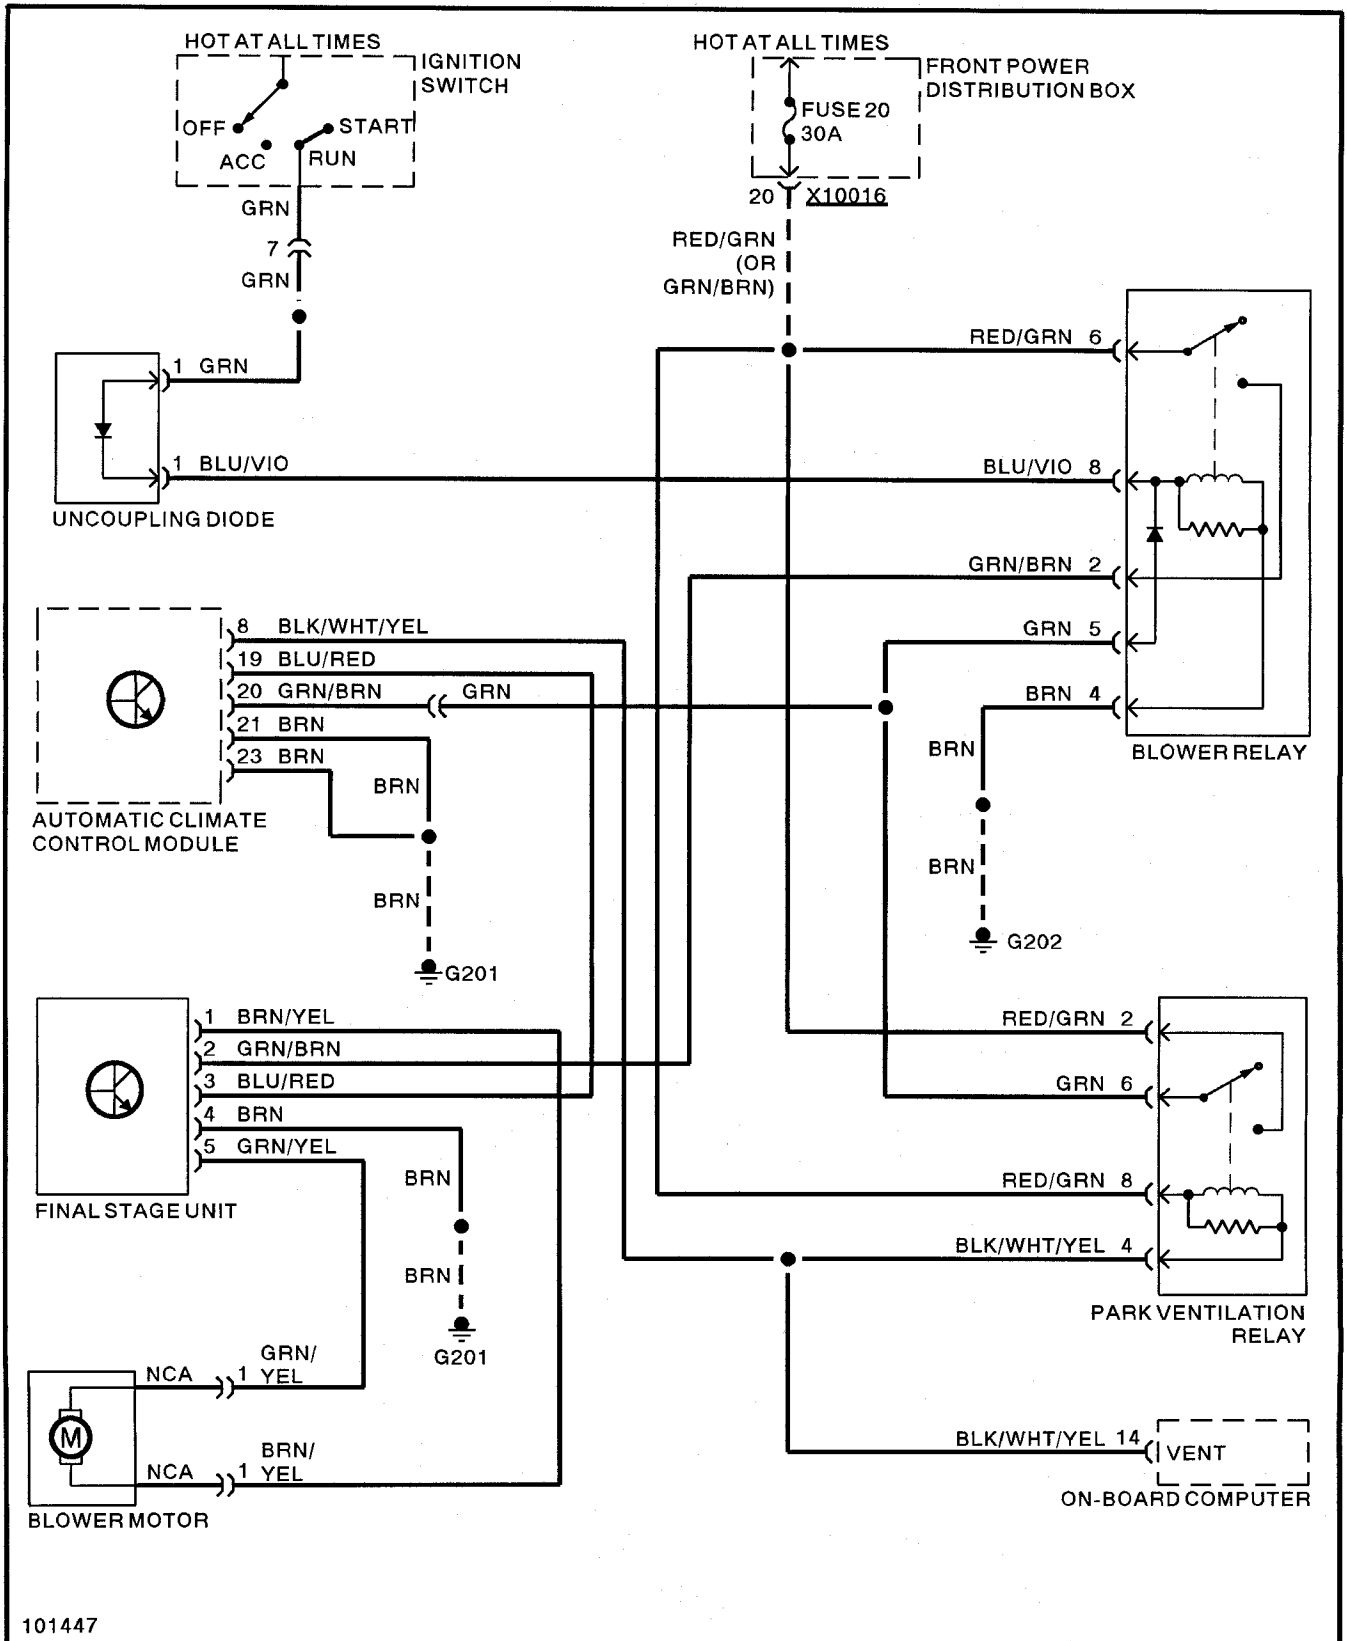 HOT AT ALL TIMES
IGNITION
SWITCH
OFF
ACC
START
RUN
GRN
7
GRN
HOT AT ALL TIMES
FRONT POWER
DISTRIBUTION BOX
FUSE 20
30A
20 X10016
RED/GRN
(OR
GRN/BRN)
1 GRN
1 BLU/VIO
UNCOUPLING DIODE
RED/GRN 6
BLU/VIO 8
GRN/BRN 2
GRN 5
BRN 4
BLOWER RELAY
BRN
BRN
G202
8 BLK/WHT/YEL
19 BLU/RED
20 GRN/BRN
GRN
21 BRN
23 BRN
AUTOMATIC CLIMATE
CONTROL MODULE
BRN
BRN
G201
1 BRN/YEL
2 GRN/BRN
3 BLU/RED
4 BRN
5 GRN/YEL
FINAL STAGE UNIT
BRN
BRN
G201
RED/GRN 2
GRN 6
RED/GRN 8
BLK/WHT/YEL 4
PARK VENTILATION
RELAY
NCA
1 GRN/
YEL
M
NCA
1 BRN/
YEL
BLOWER MOTOR
BLK/WHT/YEL 14
VENT
ON-BOARD COMPUTER
101447